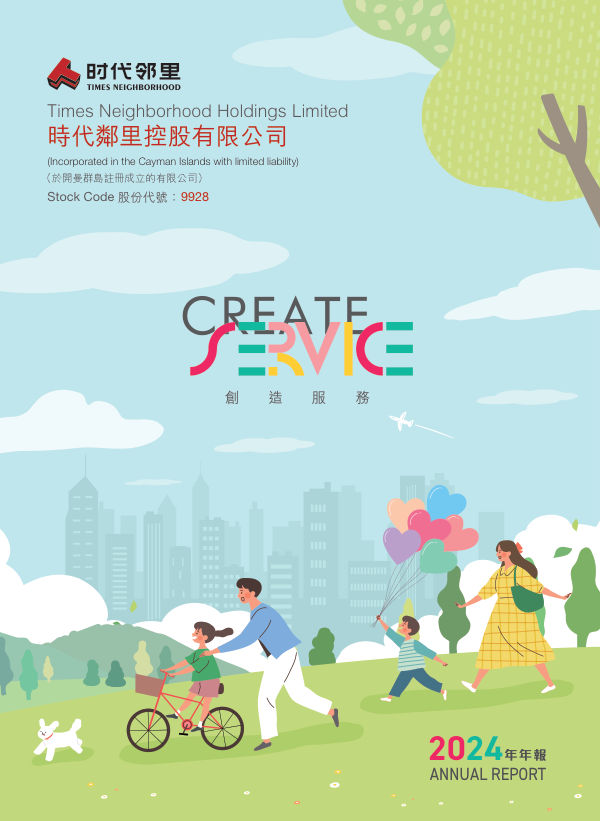 时代邻里
TIMES NEIGHBORHOOD
Times Neighborhood Holdings Limited
時代鄰里控股有限公司
(Incorporated in the Cayman Islands with limited liability)
（於開曼群島註冊成立的有限公司）
Stock Code 股份代號：9928
CREATE
SERVICE
創造服務
2024年年報
ANNUAL REPORT